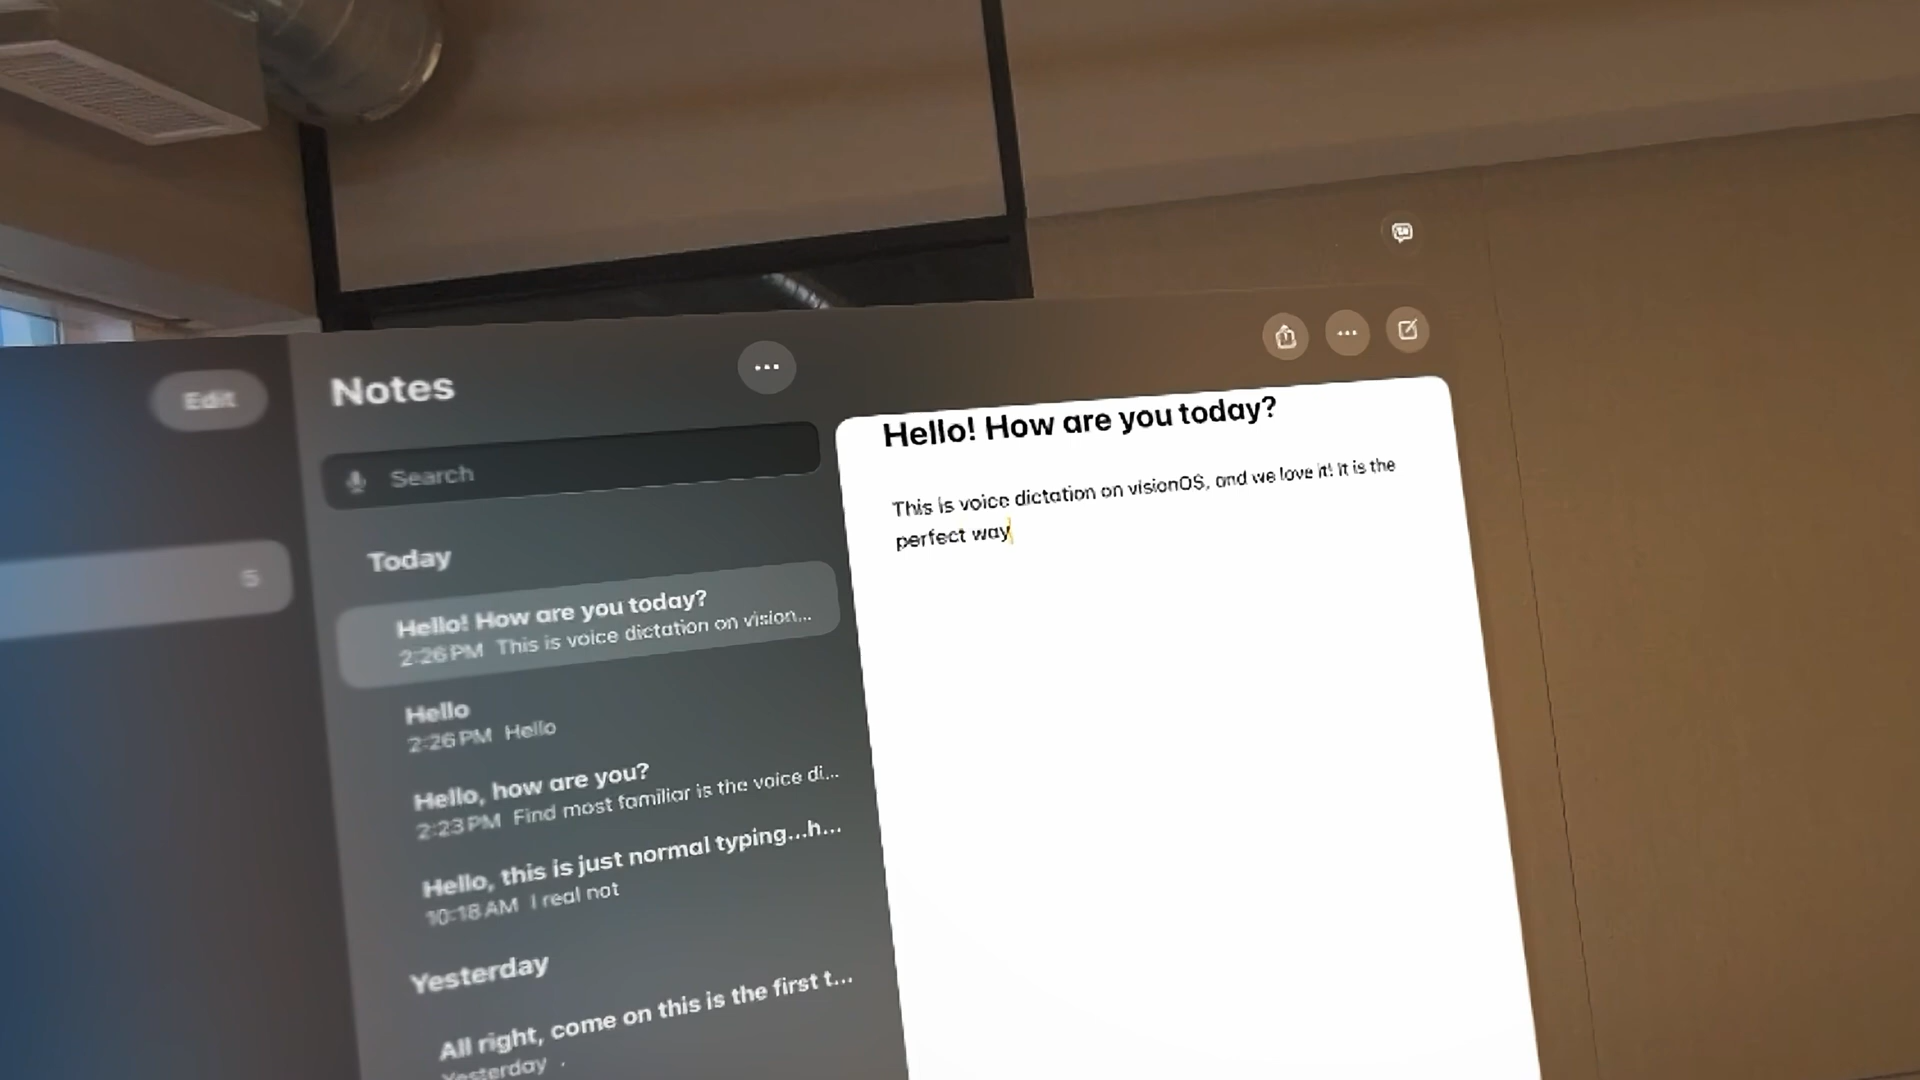 Edit
5
Notes
Search
Today
Hello! How are you today?
2:26 PM This is voice dictation on vision...
Hello
2:26 PM Hello
Hello, how are you?
2:23 PM Find most familiar is the voice di...
Hello, this is just normal typing...h...
10:18 AM I real not
Yesterday
All right, come on this is the first t...
Yesterday .
Hello! How are you today?
This is voice dictation on visionOS, and we love it! It is the
perfect way